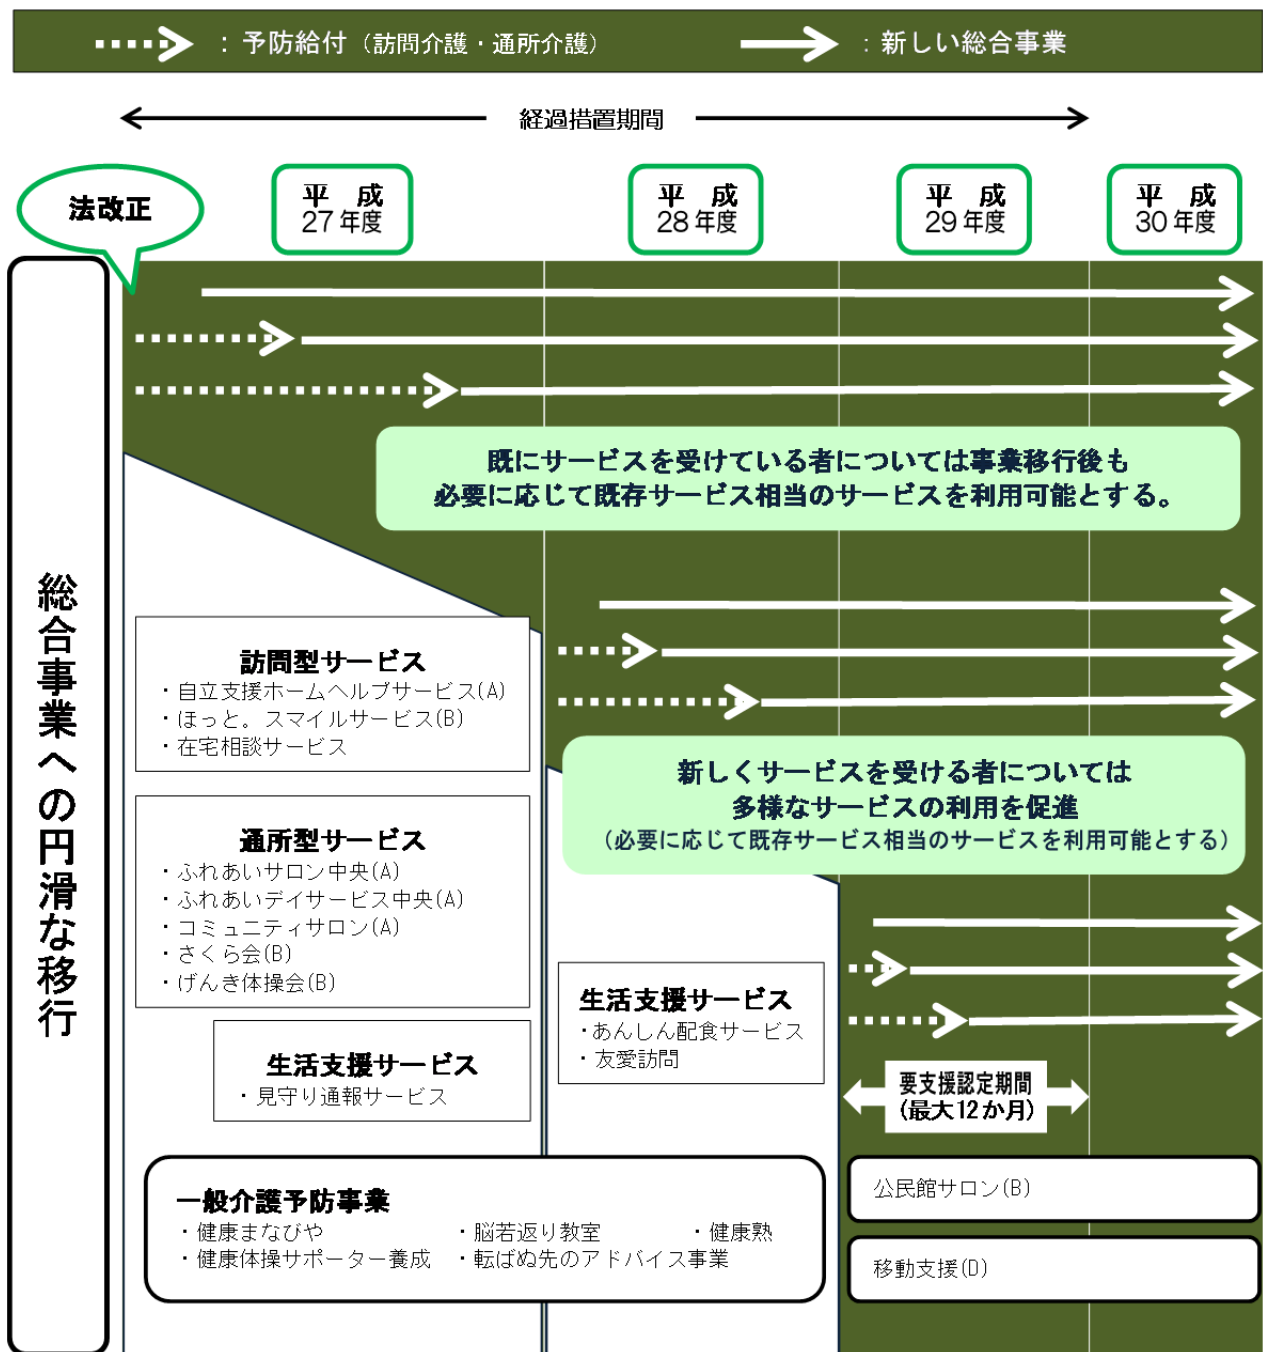 ：予防給付（訪問介護・通所介護）
：新しい総合事業
経過措置期間
法改正
平　成
27年度
平　成
28年度
平　成
29年度
平　成
30年度
総合事業への円滑な移行
既にサービスを受けている者については事業移行後も
必要に応じて既存サービス相当のサービスを利用可能とする。
訪問型サービス
・自立支援ホームヘルプサービス(A)
・ほっと。スマイルサービス(B)
・在宅相談サービス
新しくサービスを受ける者については
多様なサービスの利用を促進
（必要に応じて既存サービス相当のサービスを利用可能とする）
通所型サービス
・ふれあいサロン中央(A)
・ふれあいデイサービス中央(A)
・コミュニティサロン(A)
・さくら会(B)
・げんき体操会(B)
生活支援サービス
・見守り通報サービス
生活支援サービス
・あんしん配食サービス
・友愛訪問
要支援認定期間
(最大12か月)
一般介護予防事業
・健康まなびや
・脳若返り教室
・健康熟
・健康体操サポーター養成
・転ばぬ先のアドバイス事業
公民館サロン(B)
移動支援(D)